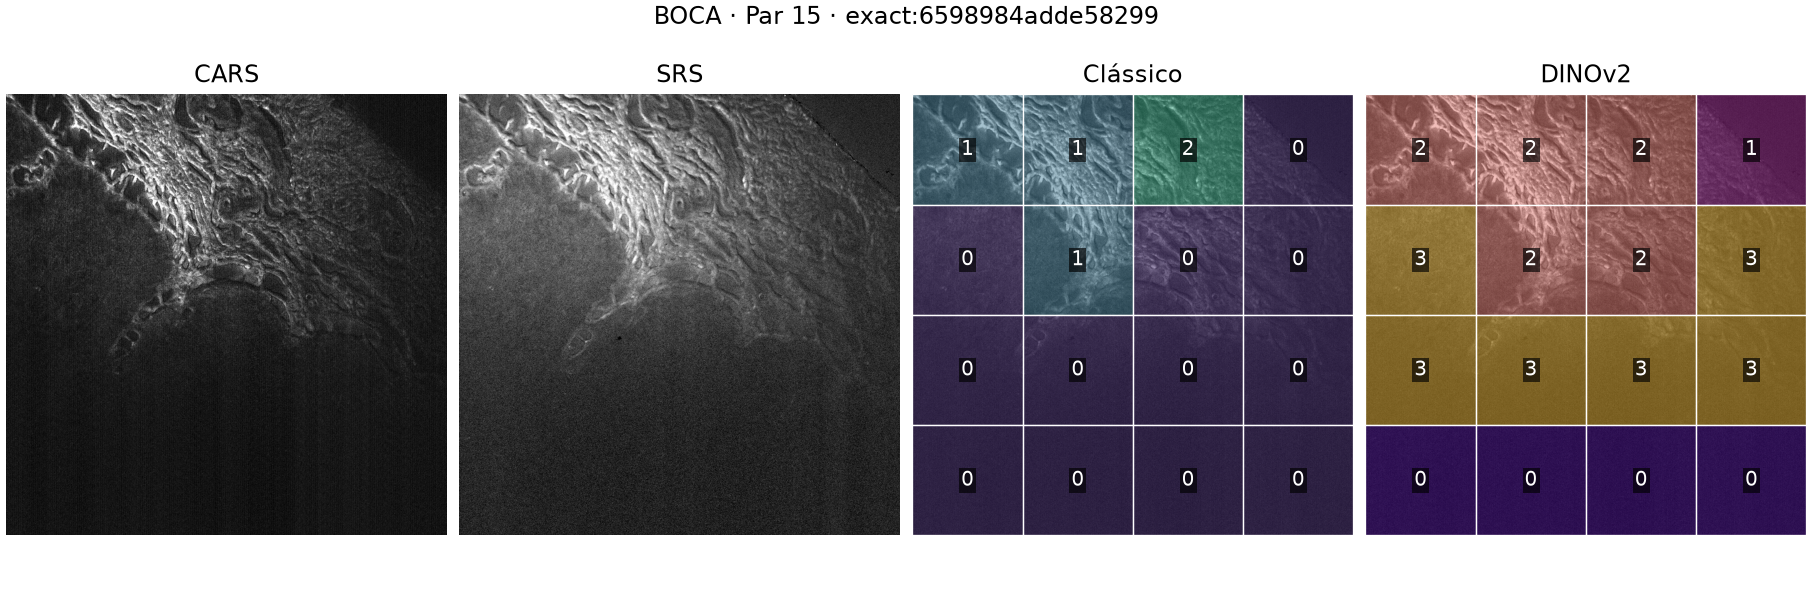 BOCA · Par 15 · exact:6598984adde58299
CARS SRS Clássico DINOv2
1 1 2 0 2 2 2 1
0 1 0 0 3 2 2 3
0 0 0 0 3 3 3 3
0 0 0 0 0 0 0 0